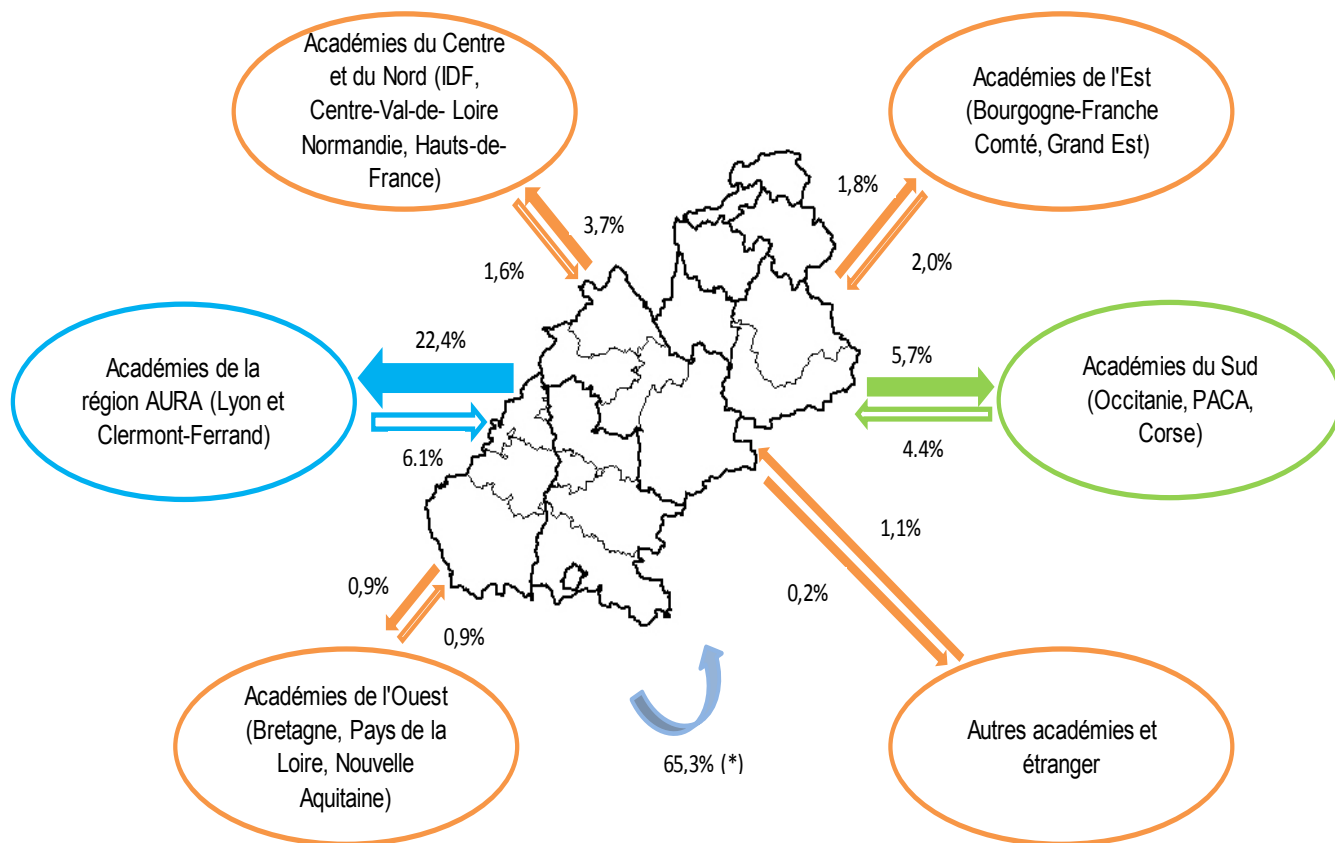 Académies du Centre
et du Nord (IDF,
Centre-Val-de- Loire
Normandie, Hauts-de-
France)
Académies de l'Est
(Bourgogne-Franche
Comté, Grand Est)
3,7%
1,6%
1,8%
2,0%
Académies de la
région AURA (Lyon et
Clermont-Ferrand)
22,4%
6.1%
5,7%
4.4%
Académies du Sud
(Occitanie, PACA,
Corse)
0,9%
0,9%
1,1%
0,2%
Académies de l'Ouest
(Bretagne, Pays de la
Loire, Nouvelle
Aquitaine)
65,3% (*)
Autres académies et
étranger